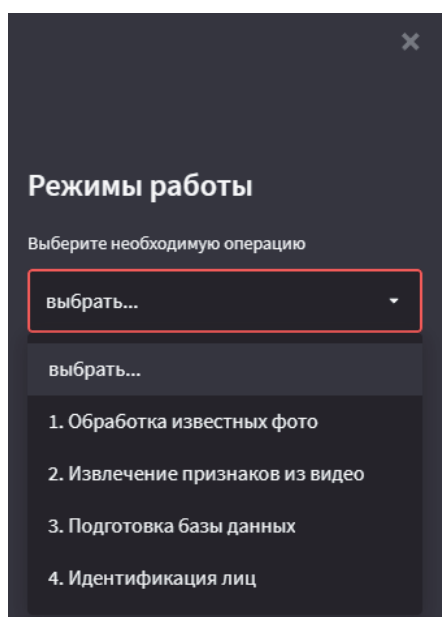 Режимы работы
Выберите необходимую операцию
выбрать...
выбрать...
1. Обработка известных фото
2. Извлечение признаков из видео
3. Подготовка базы данных
4. Идентификация лиц